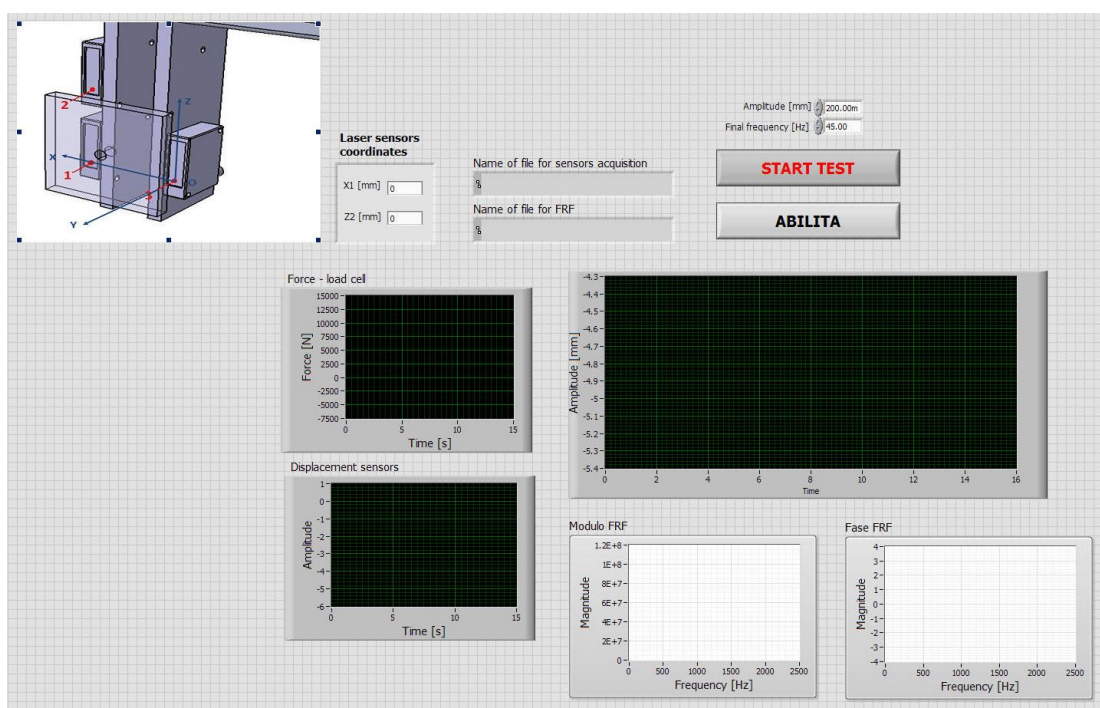 2
Z
X
1
3
O
Y
Laser sensors
coordinates
X1 [mm] 0
Z2 [mm] 0
Name of file for sensors acquisition
Name of file for FRF
Amplitude [mm] 200.00m
Final frequency [Hz] 45.00
START TEST
ABILITA
Force - load cell
15000
12500
10000
7500
5000
2500
0
-2500
-5000
-7500
Force [N]
0 5 10 15
Time [s]
-4.3
-4.4
-4.5
-4.6
-4.7
-4.8
-4.9
-5
-5.1
-5.2
-5.3
-5.4
Amplitude [mm]
0 2 4 6 8 10 12 14 16
Time
Displacement sensors
1
0
-1
-2
-3
-4
-5
-6
Amplitude
0 5 10 15
Time [s]
Modulo FRF
1.2E+8
1E+8
8E+7
6E+7
4E+7
2E+7
0
Magnitude
0 500 1000 1500 2000 2500
Frequency [Hz]
Fase FRF
4
3
2
1
0
-1
-2
-3
-4
Magnitude
0 500 1000 1500 2000 2500
Frequency [Hz]